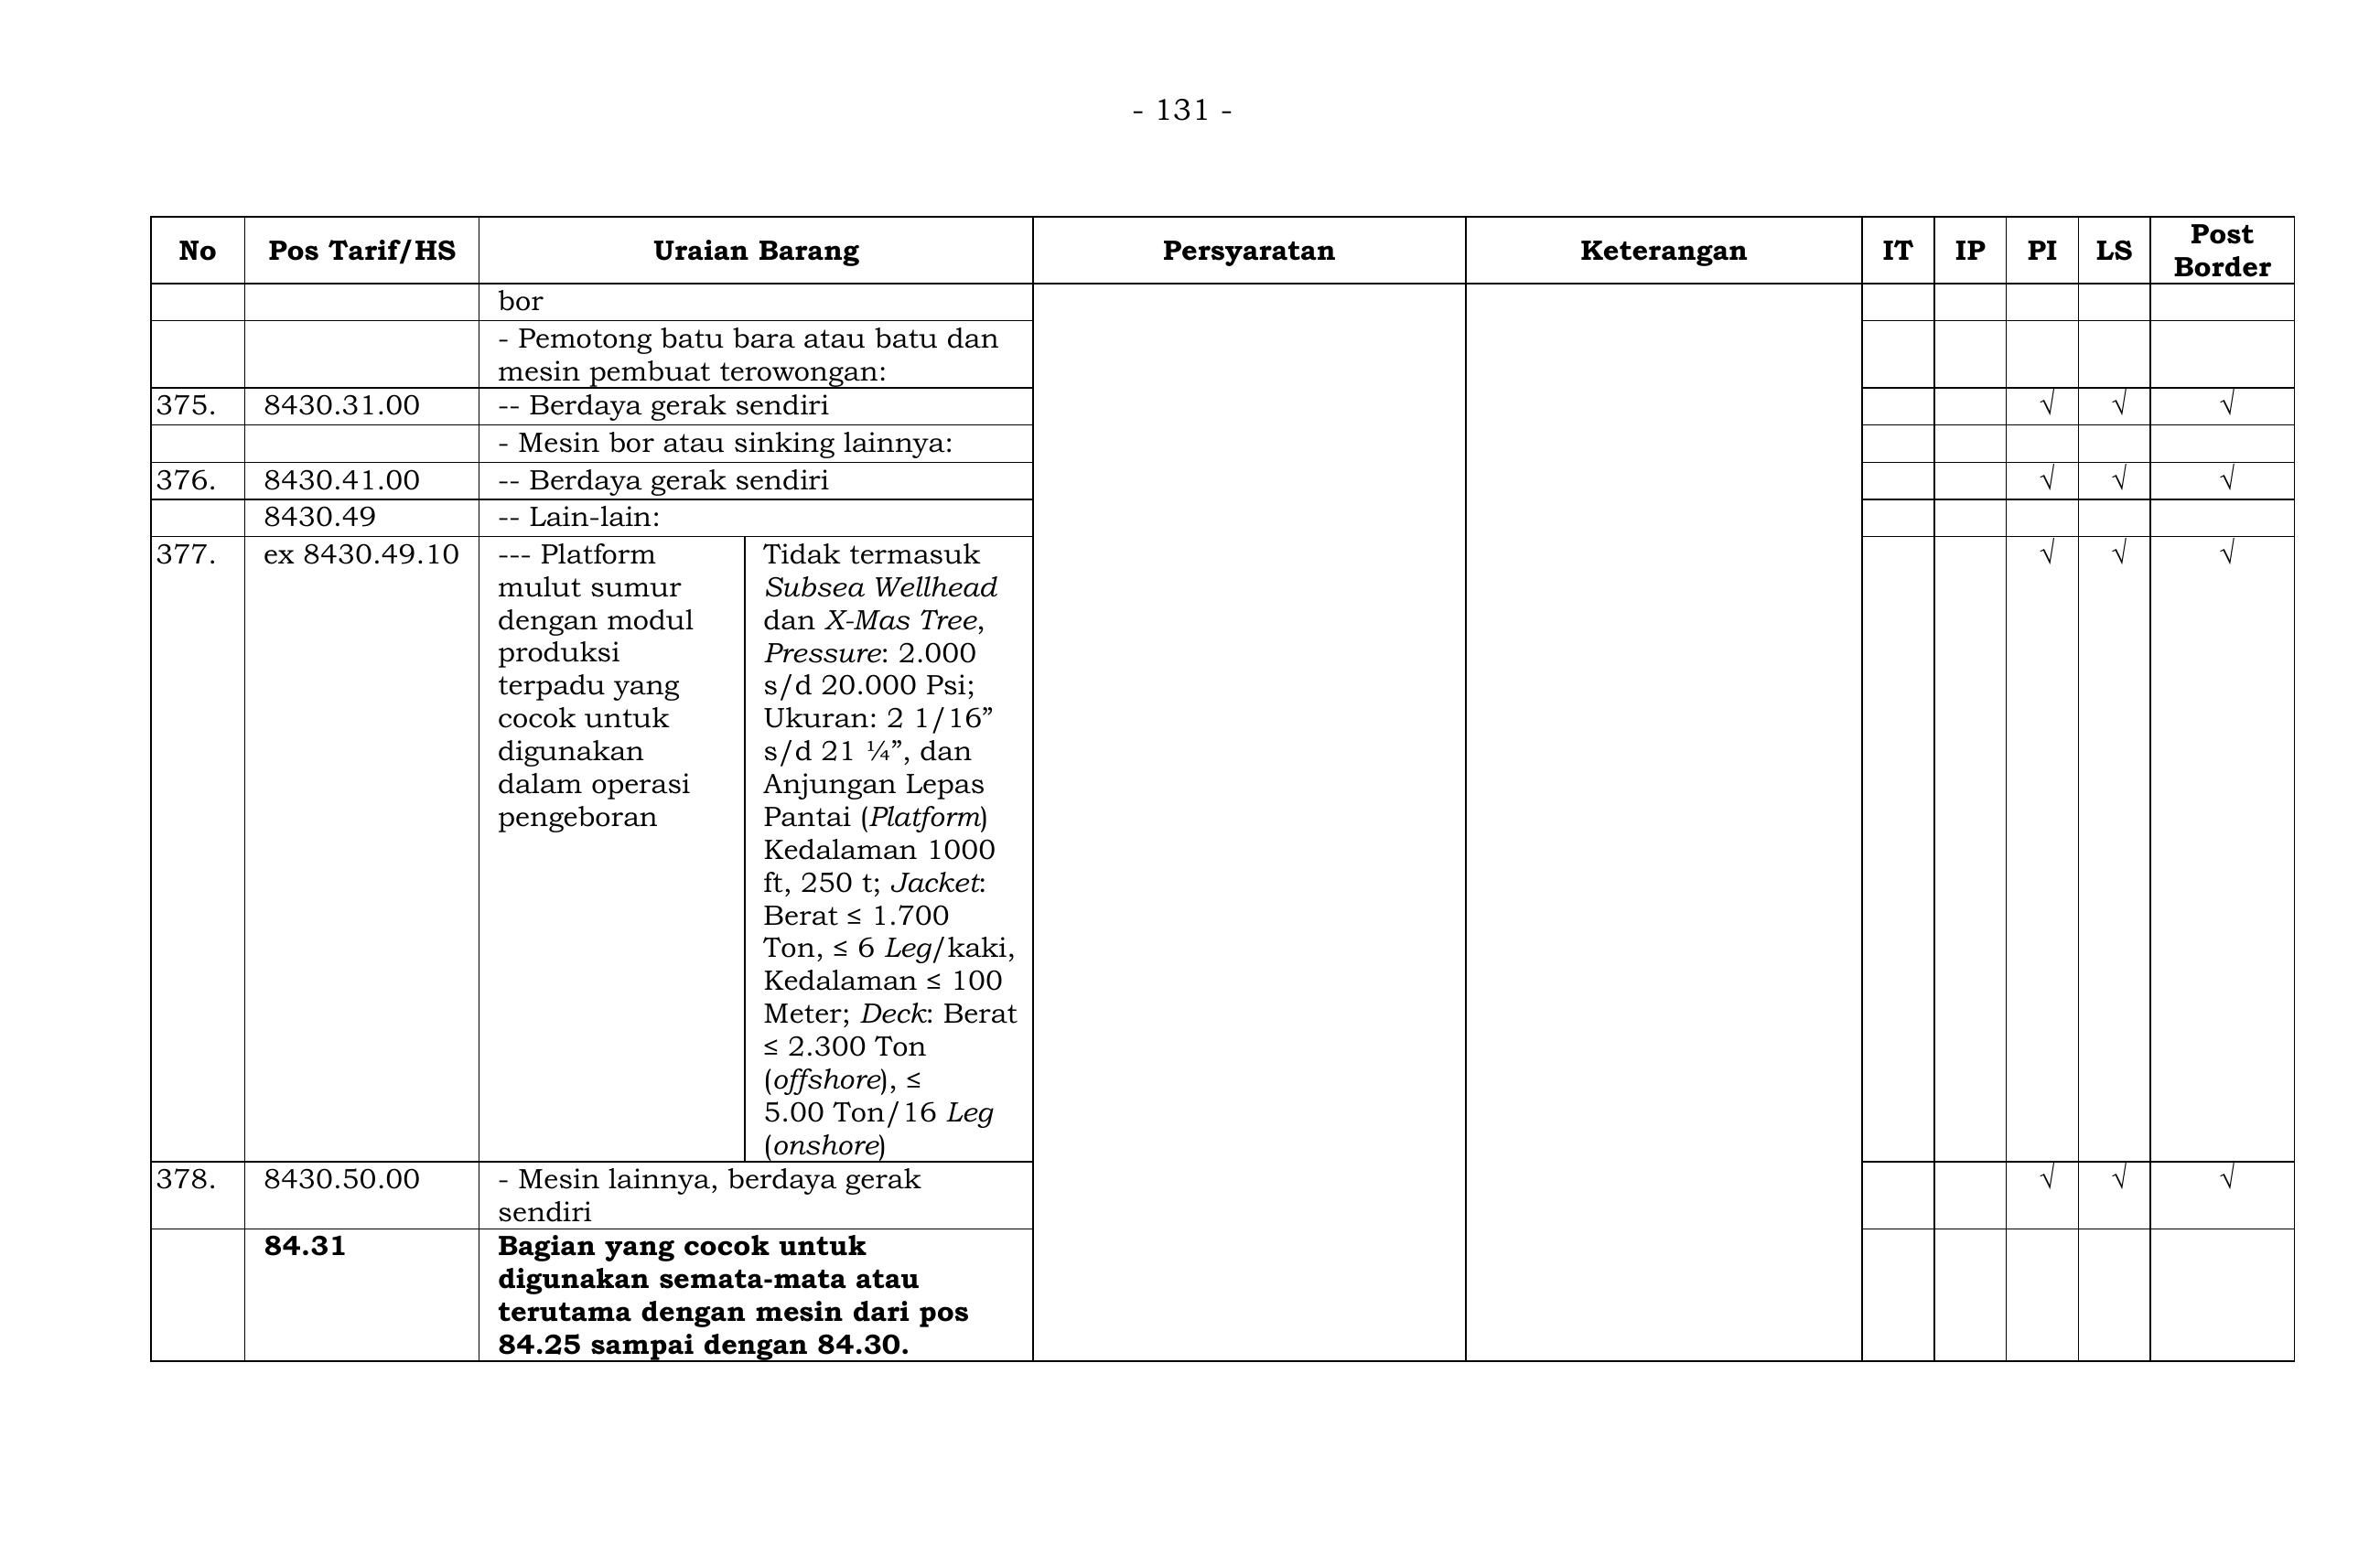 - 131 -
No Pos Tarif/HS Uraian Barang Persyaratan Keterangan IT IP PI LS Post Border
bor
- Pemotong batu bara atau batu dan
mesin pembuat terowongan:
375. 8430.31.00 -- Berdaya gerak sendiri √ √ √
- Mesin bor atau sinking lainnya:
376. 8430.41.00 -- Berdaya gerak sendiri √ √ √
8430.49 -- Lain-lain:
377. ex 8430.49.10 --- Platform
mulut sumur
dengan modul
produksi
terpadu yang
cocok untuk
digunakan
dalam operasi
pengeboran
Tidak termasuk
Subsea Wellhead
dan X-Mas Tree,
Pressure: 2.000
s/d 20.000 Psi;
Ukuran: 2 1/16”
s/d 21 ¼”, dan
Anjungan Lepas
Pantai (Platform)
Kedalaman 1000
ft, 250 t; Jacket:
Berat ≤ 1.700
Ton, ≤ 6 Leg/kaki,
Kedalaman ≤ 100
Meter; Deck: Berat
≤ 2.300 Ton
(offshore), ≤
5.00 Ton/16 Leg
(onshore)
√ √ √
378. 8430.50.00 - Mesin lainnya, berdaya gerak
sendiri
√ √ √
84.31 Bagian yang cocok untuk
digunakan semata-mata atau
terutama dengan mesin dari pos
84.25 sampai dengan 84.30.